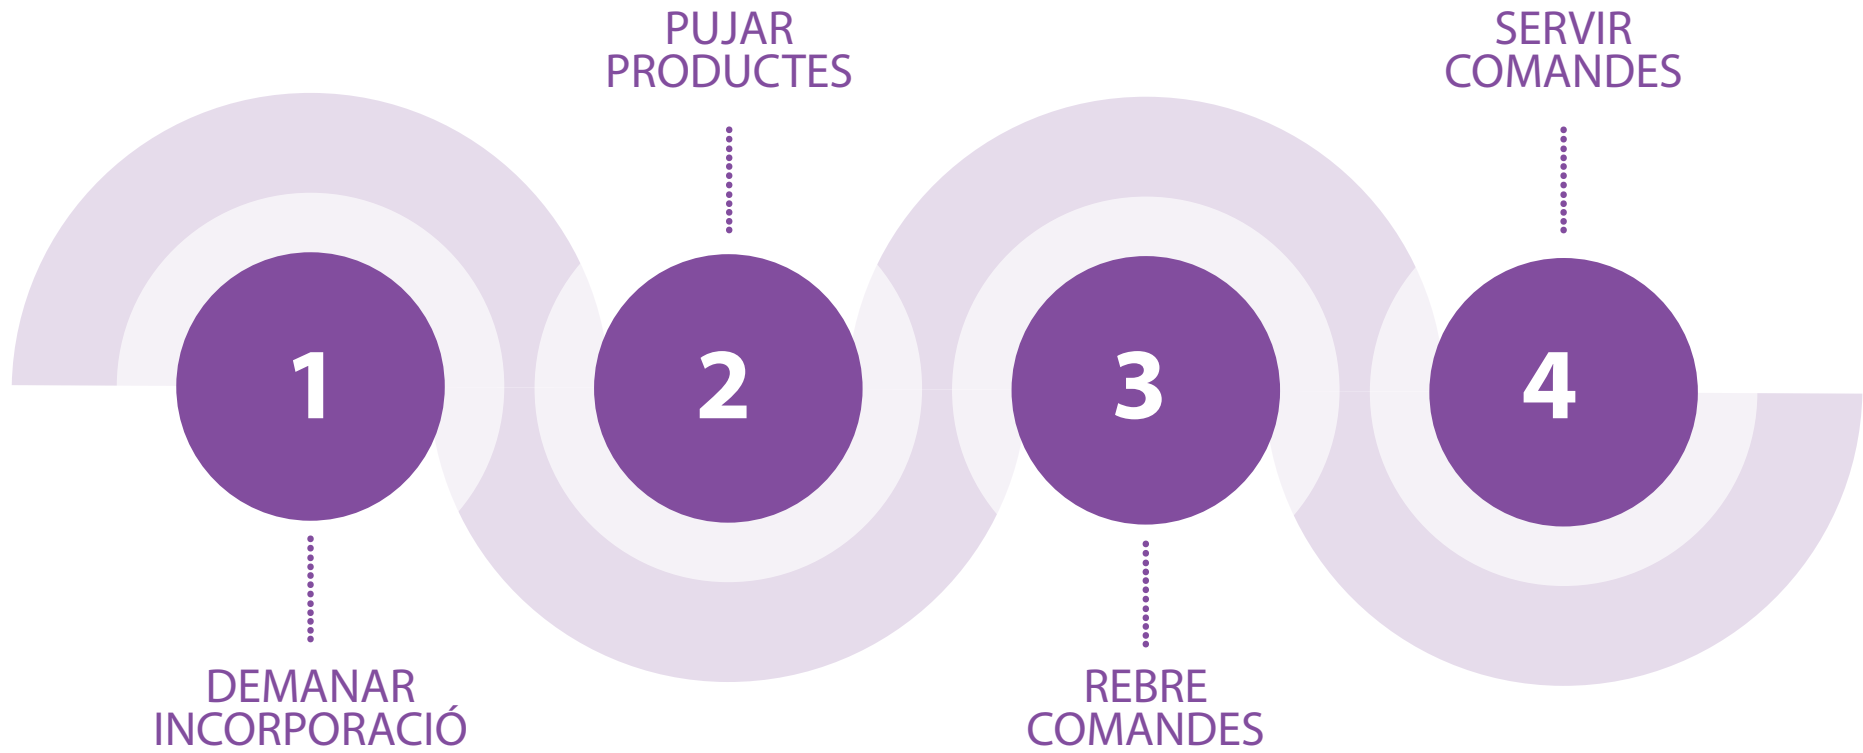 PUJAR
PRODUCTES
SERVIR
COMANDES
1
2
3
4
DEMANAR
INCORPORACIÓ
REBRE
COMANDES